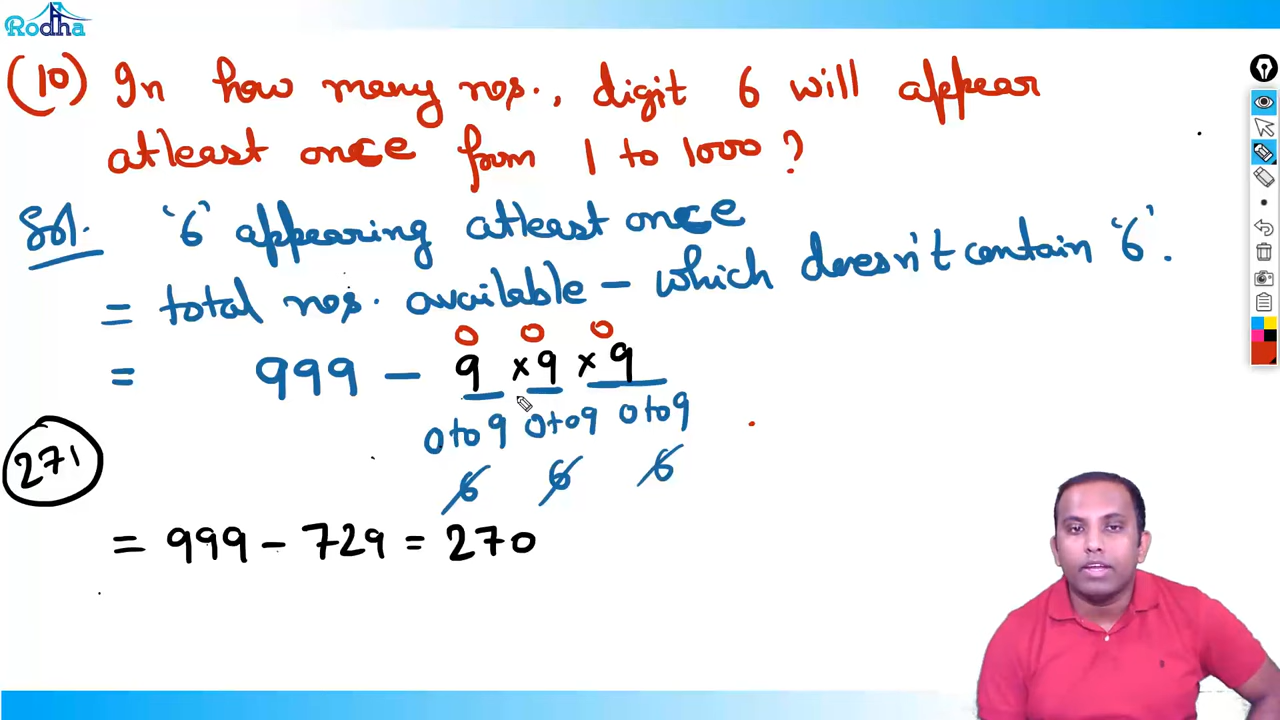 Rodha
(10) In how many nos., digit 6 will appear
atleast once from 1 to 1000 ?
Sol. '6' appearing atleast once
= total nos. available - which doesn't contain '6'.
0 0 0
= 999 - 9 × 9 × 9
0 to 9 0 to 9 0 to 9
6 6 6
271
= 999 - 729 = 270